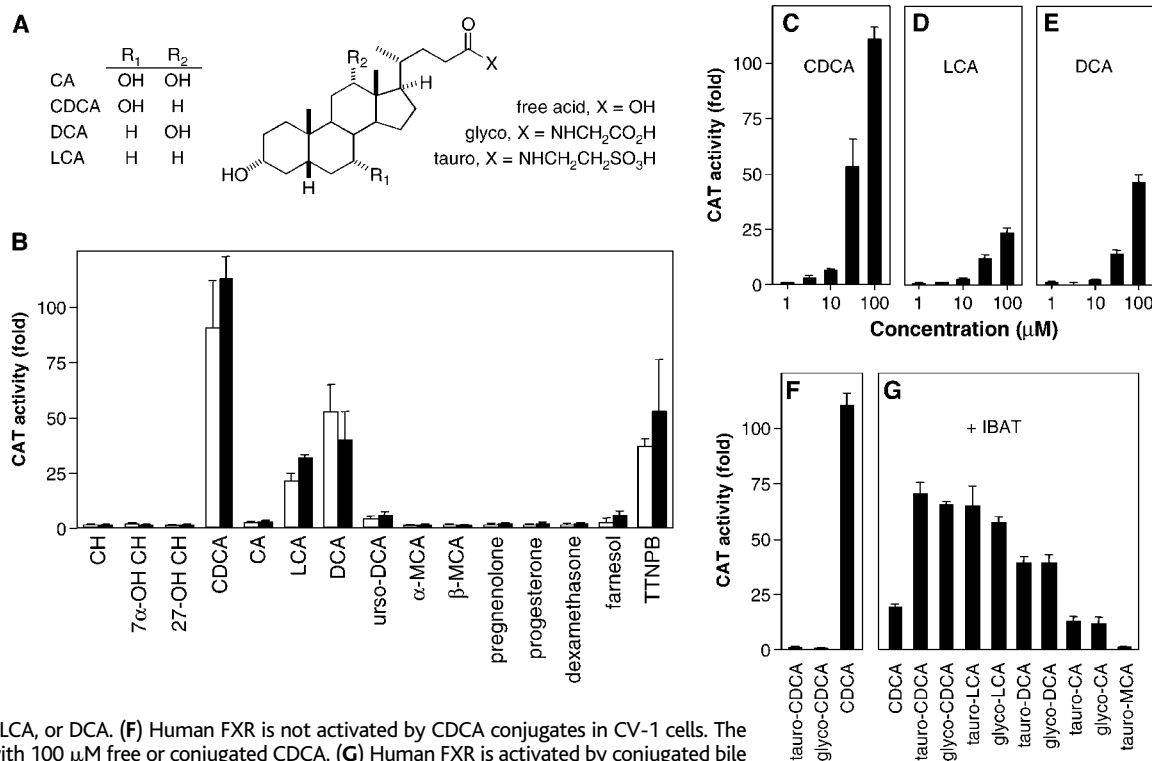 A
R1 R2
CA OH OH
CDCA OH H
DCA H OH
LCA H H
O
X
R2
H
HO
H
R1
free acid, X = OH
glyco, X = NHCH2CO2H
tauro, X = NHCH2CH2SO3H
B
CAT activity (fold)
100
75
50
25
0
CH
7α-OH CH
27-OH CH
CDCA
CA
LCA
DCA
urso-DCA
α-MCA
β-MCA
pregnenolone
progesterone
dexamethasone
farnesol
TTNPB
C
CDCA
D
LCA
E
DCA
CAT activity (fold)
100
75
50
25
0
1 10 100
1 10 100
1 10 100
Concentration (μM)
F
G
+ IBAT
CAT activity (fold)
100
75
50
25
0
tauro-CDCA
glyco-CDCA
CDCA
CDCA
tauro-CDCA
glyco-CDCA
tauro-LCA
glyco-LCA
tauro-DCA
glyco-DCA
tauro-CA
glyco-CA
tauro-MCA
LCA, or DCA. (F) Human FXR is not activated by CDCA conjugates in CV-1 cells. The
with 100 μM free or conjugated CDCA. (G) Human FXR is activated by conjugated bile